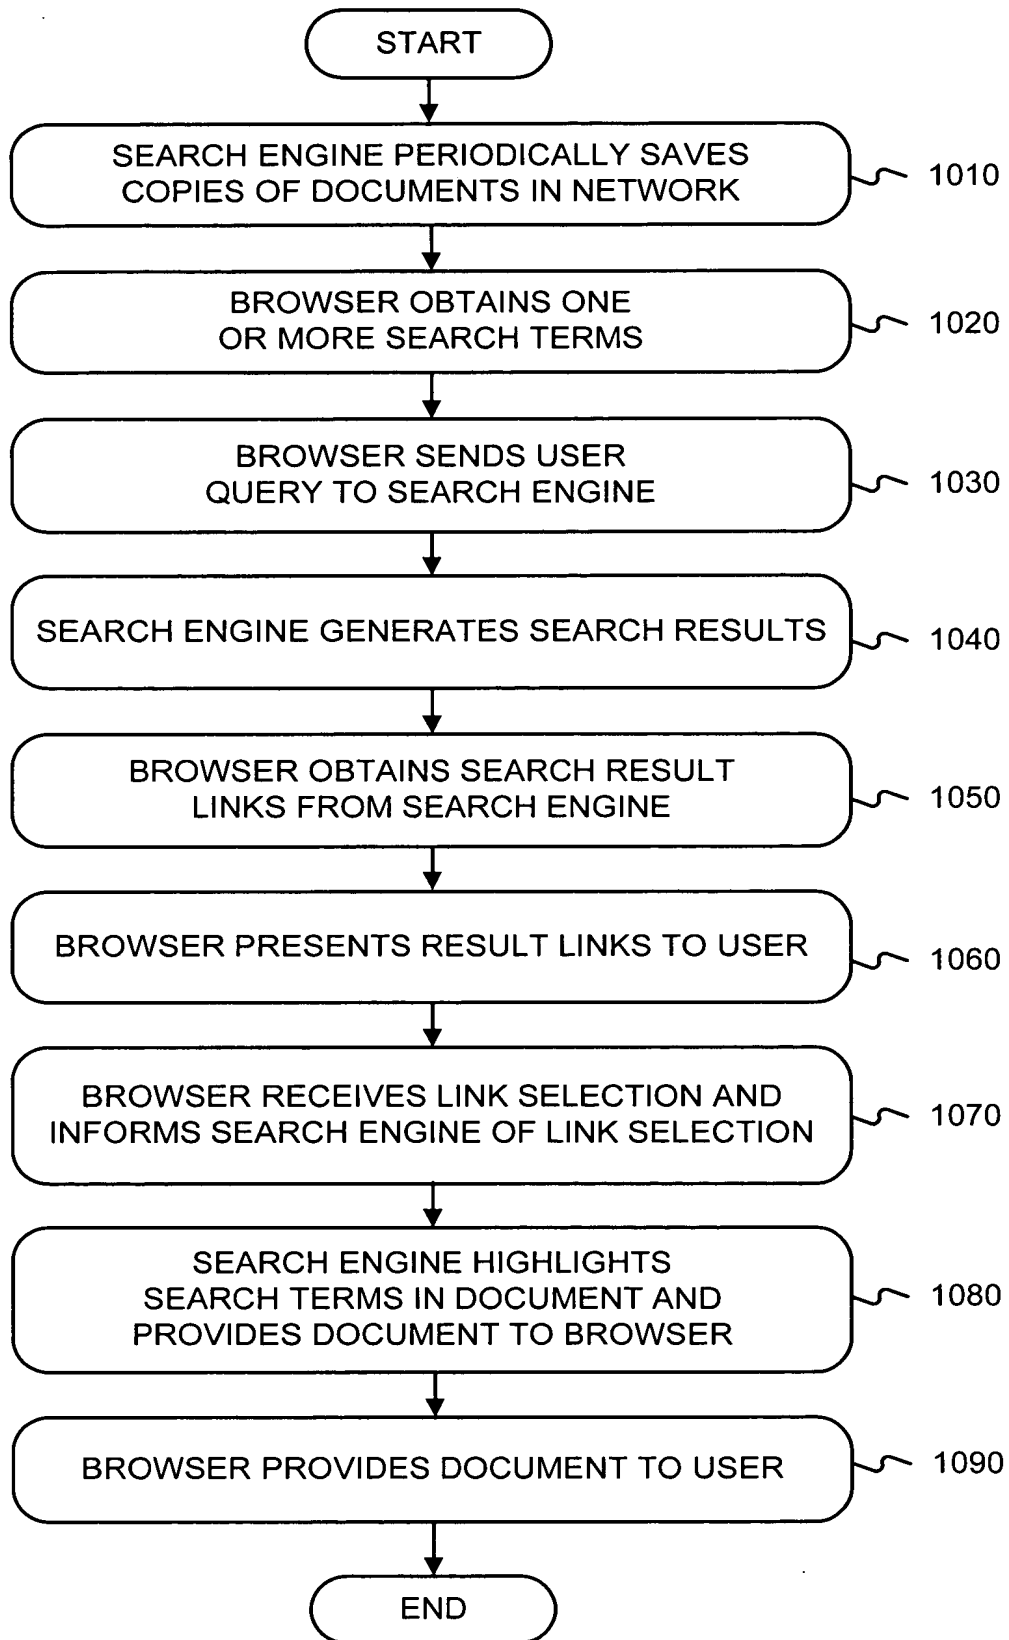 START
SEARCH ENGINE PERIODICALLY SAVES
COPIES OF DOCUMENTS IN NETWORK
1010
BROWSER OBTAINS ONE
OR MORE SEARCH TERMS
1020
BROWSER SENDS USER
QUERY TO SEARCH ENGINE
1030
SEARCH ENGINE GENERATES SEARCH RESULTS
1040
BROWSER OBTAINS SEARCH RESULT
LINKS FROM SEARCH ENGINE
1050
BROWSER PRESENTS RESULT LINKS TO USER
1060
BROWSER RECEIVES LINK SELECTION AND
INFORMS SEARCH ENGINE OF LINK SELECTION
1070
SEARCH ENGINE HIGHLIGHTS
SEARCH TERMS IN DOCUMENT AND
PROVIDES DOCUMENT TO BROWSER
1080
BROWSER PROVIDES DOCUMENT TO USER
1090
END